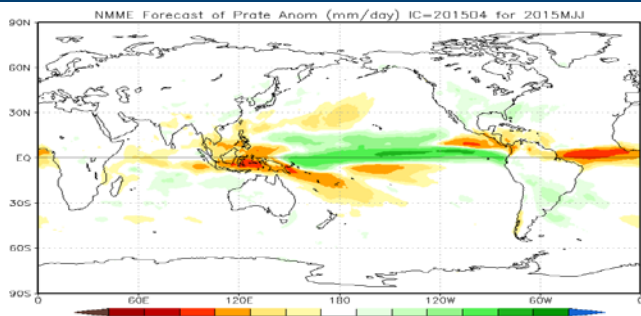 NMME Forecast of Prate Anom (mm/day) IC=201504 for 2015MJJ
90N
60N
30N
EQ
30S
60S
90S
0 60E 120E 180 120W 60W 0